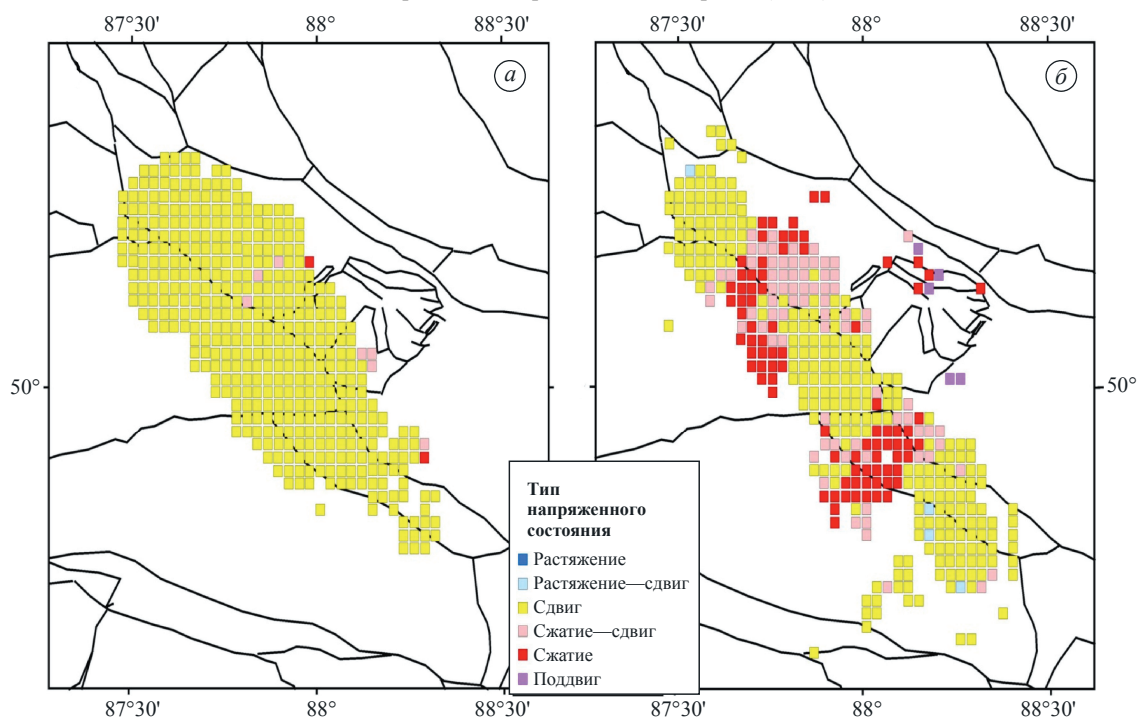 87°30' 88° 88°30' 87°30' 88° 88°30'
а б
50° 50°
Тип
напряженного
состояния
Растяжение
Растяжение—сдвиг
Сдвиг
Сжатие—сдвиг
Сжатие
Поддвиг
87°30' 88° 88°30' 87°30' 88° 88°30'